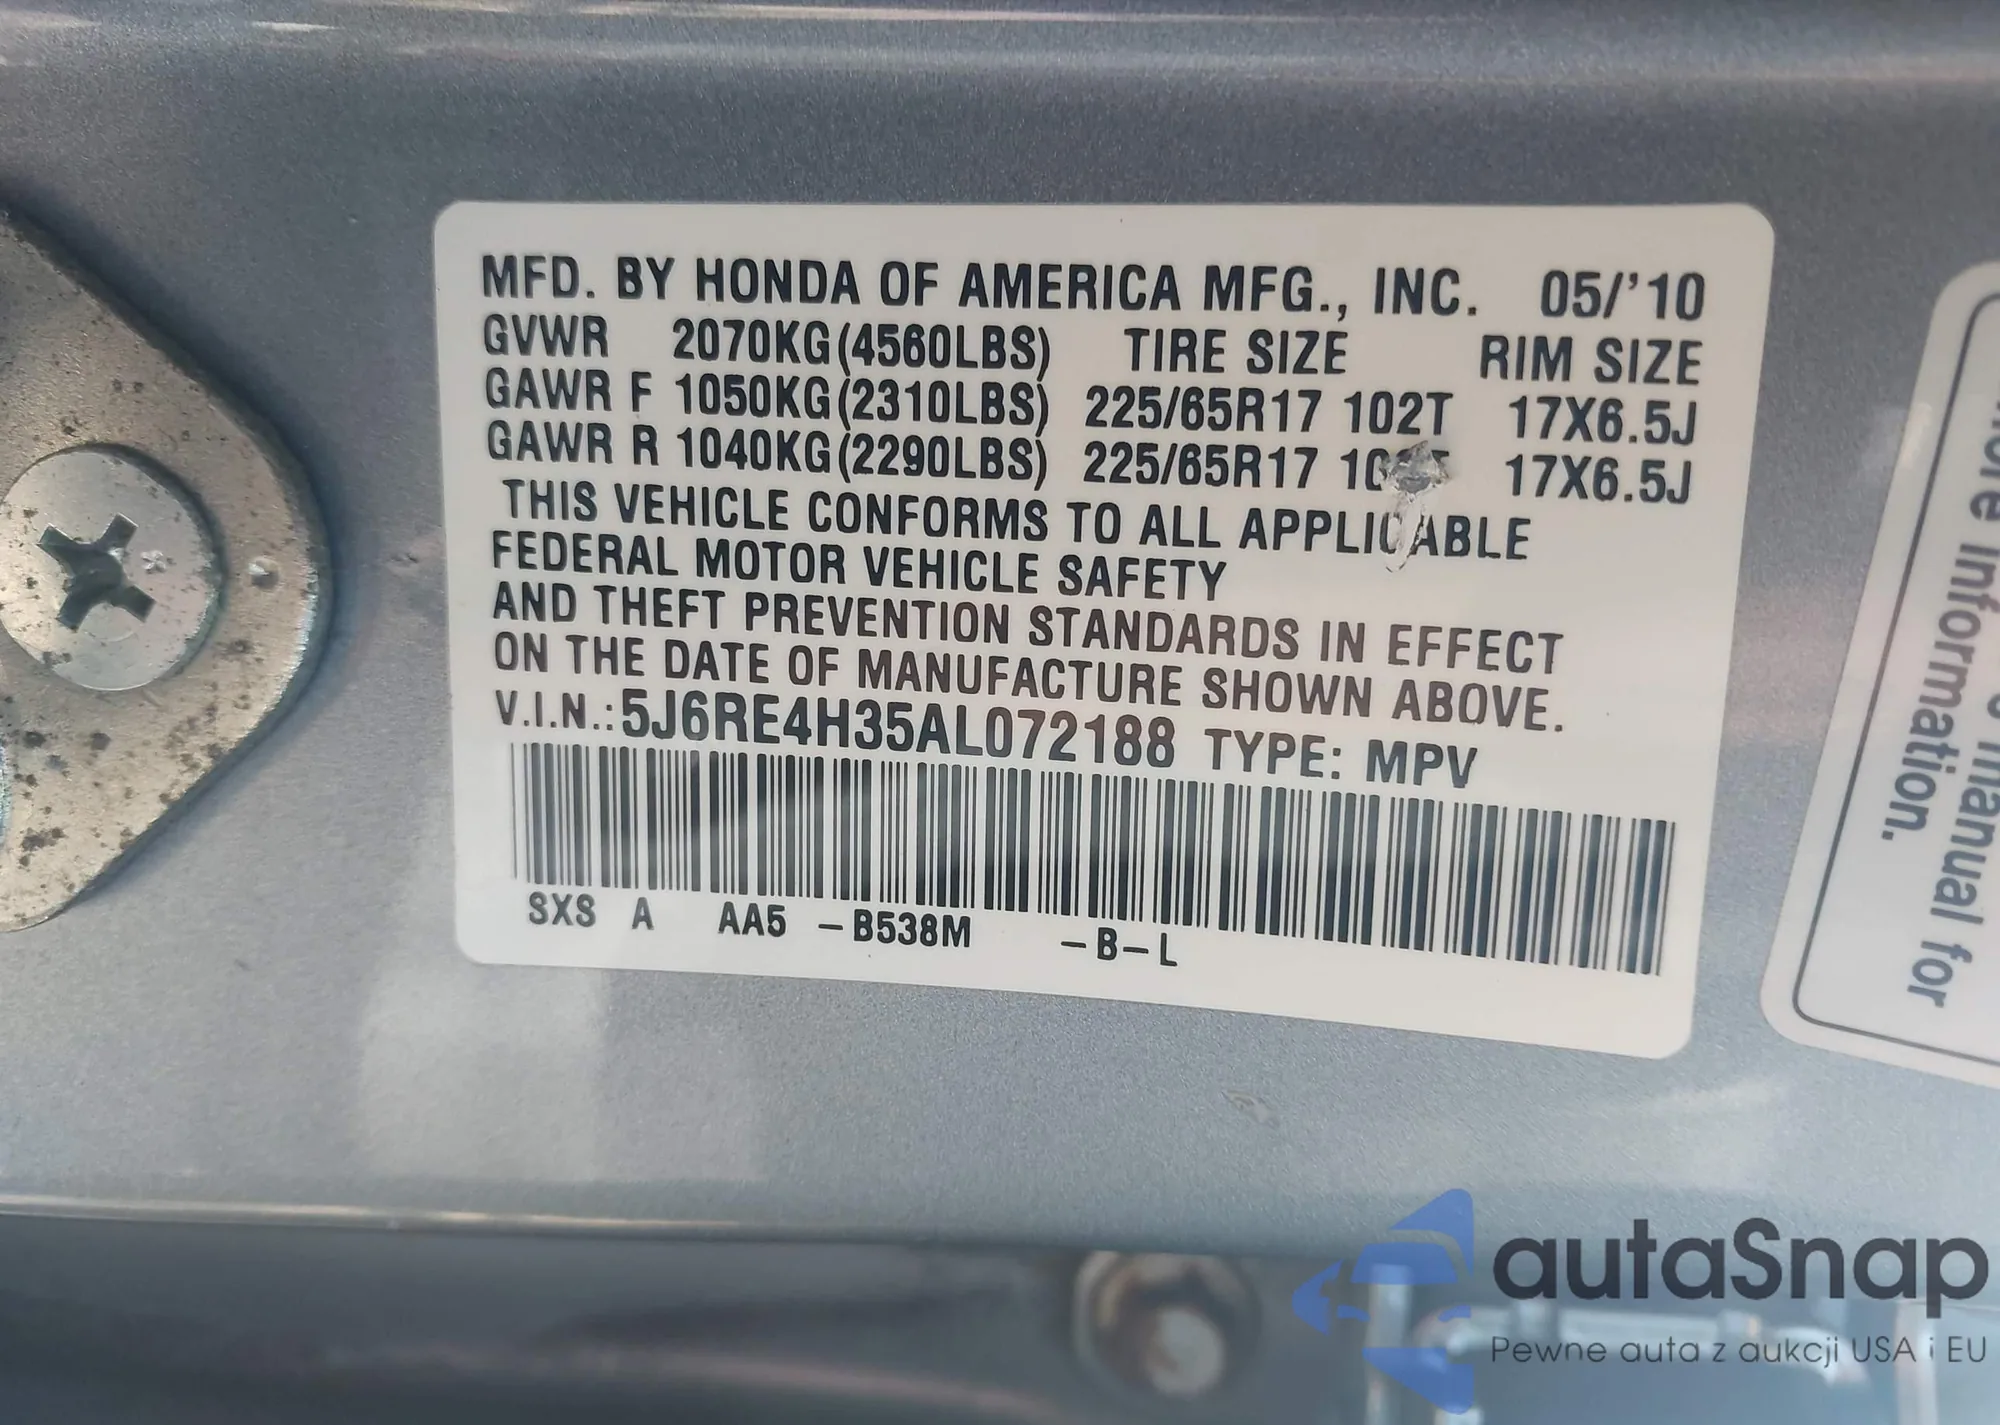 MFD. BY HONDA OF AMERICA MFG., INC. 05/'10
GVWR 2070KG(4560LBS) TIRE SIZE RIM SIZE
GAWR F 1050KG(2310LBS) 225/65R17 102T 17X6.5J
GAWR R 1040KG(2290LBS) 225/65R17 17X6.5J
THIS VEHICLE CONFORMS TO ALL APPLICABLE
FEDERAL MOTOR VEHICLE SAFETY
AND THEFT PREVENTION STANDARDS IN EFFECT
ON THE DATE OF MANUFACTURE SHOWN ABOVE.
V.I.N.:5J6RE4H35AL072188 TYPE: MPV
SXS A AA5 -B538M -B-L
manual for
more information.
autaSnap
Pewne auta z aukcji USA i EU